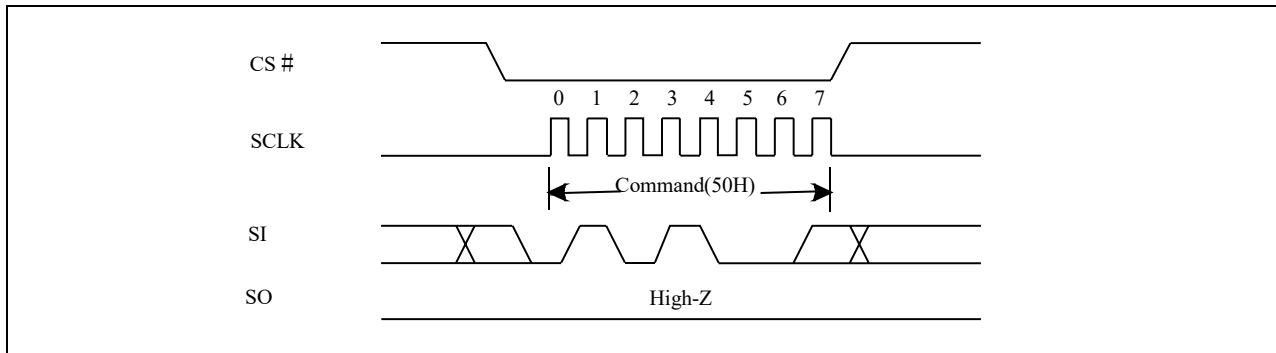 CS #
0 1 2 3 4 5 6 7
SCLK
Command(50H)
SI
SO
High-Z